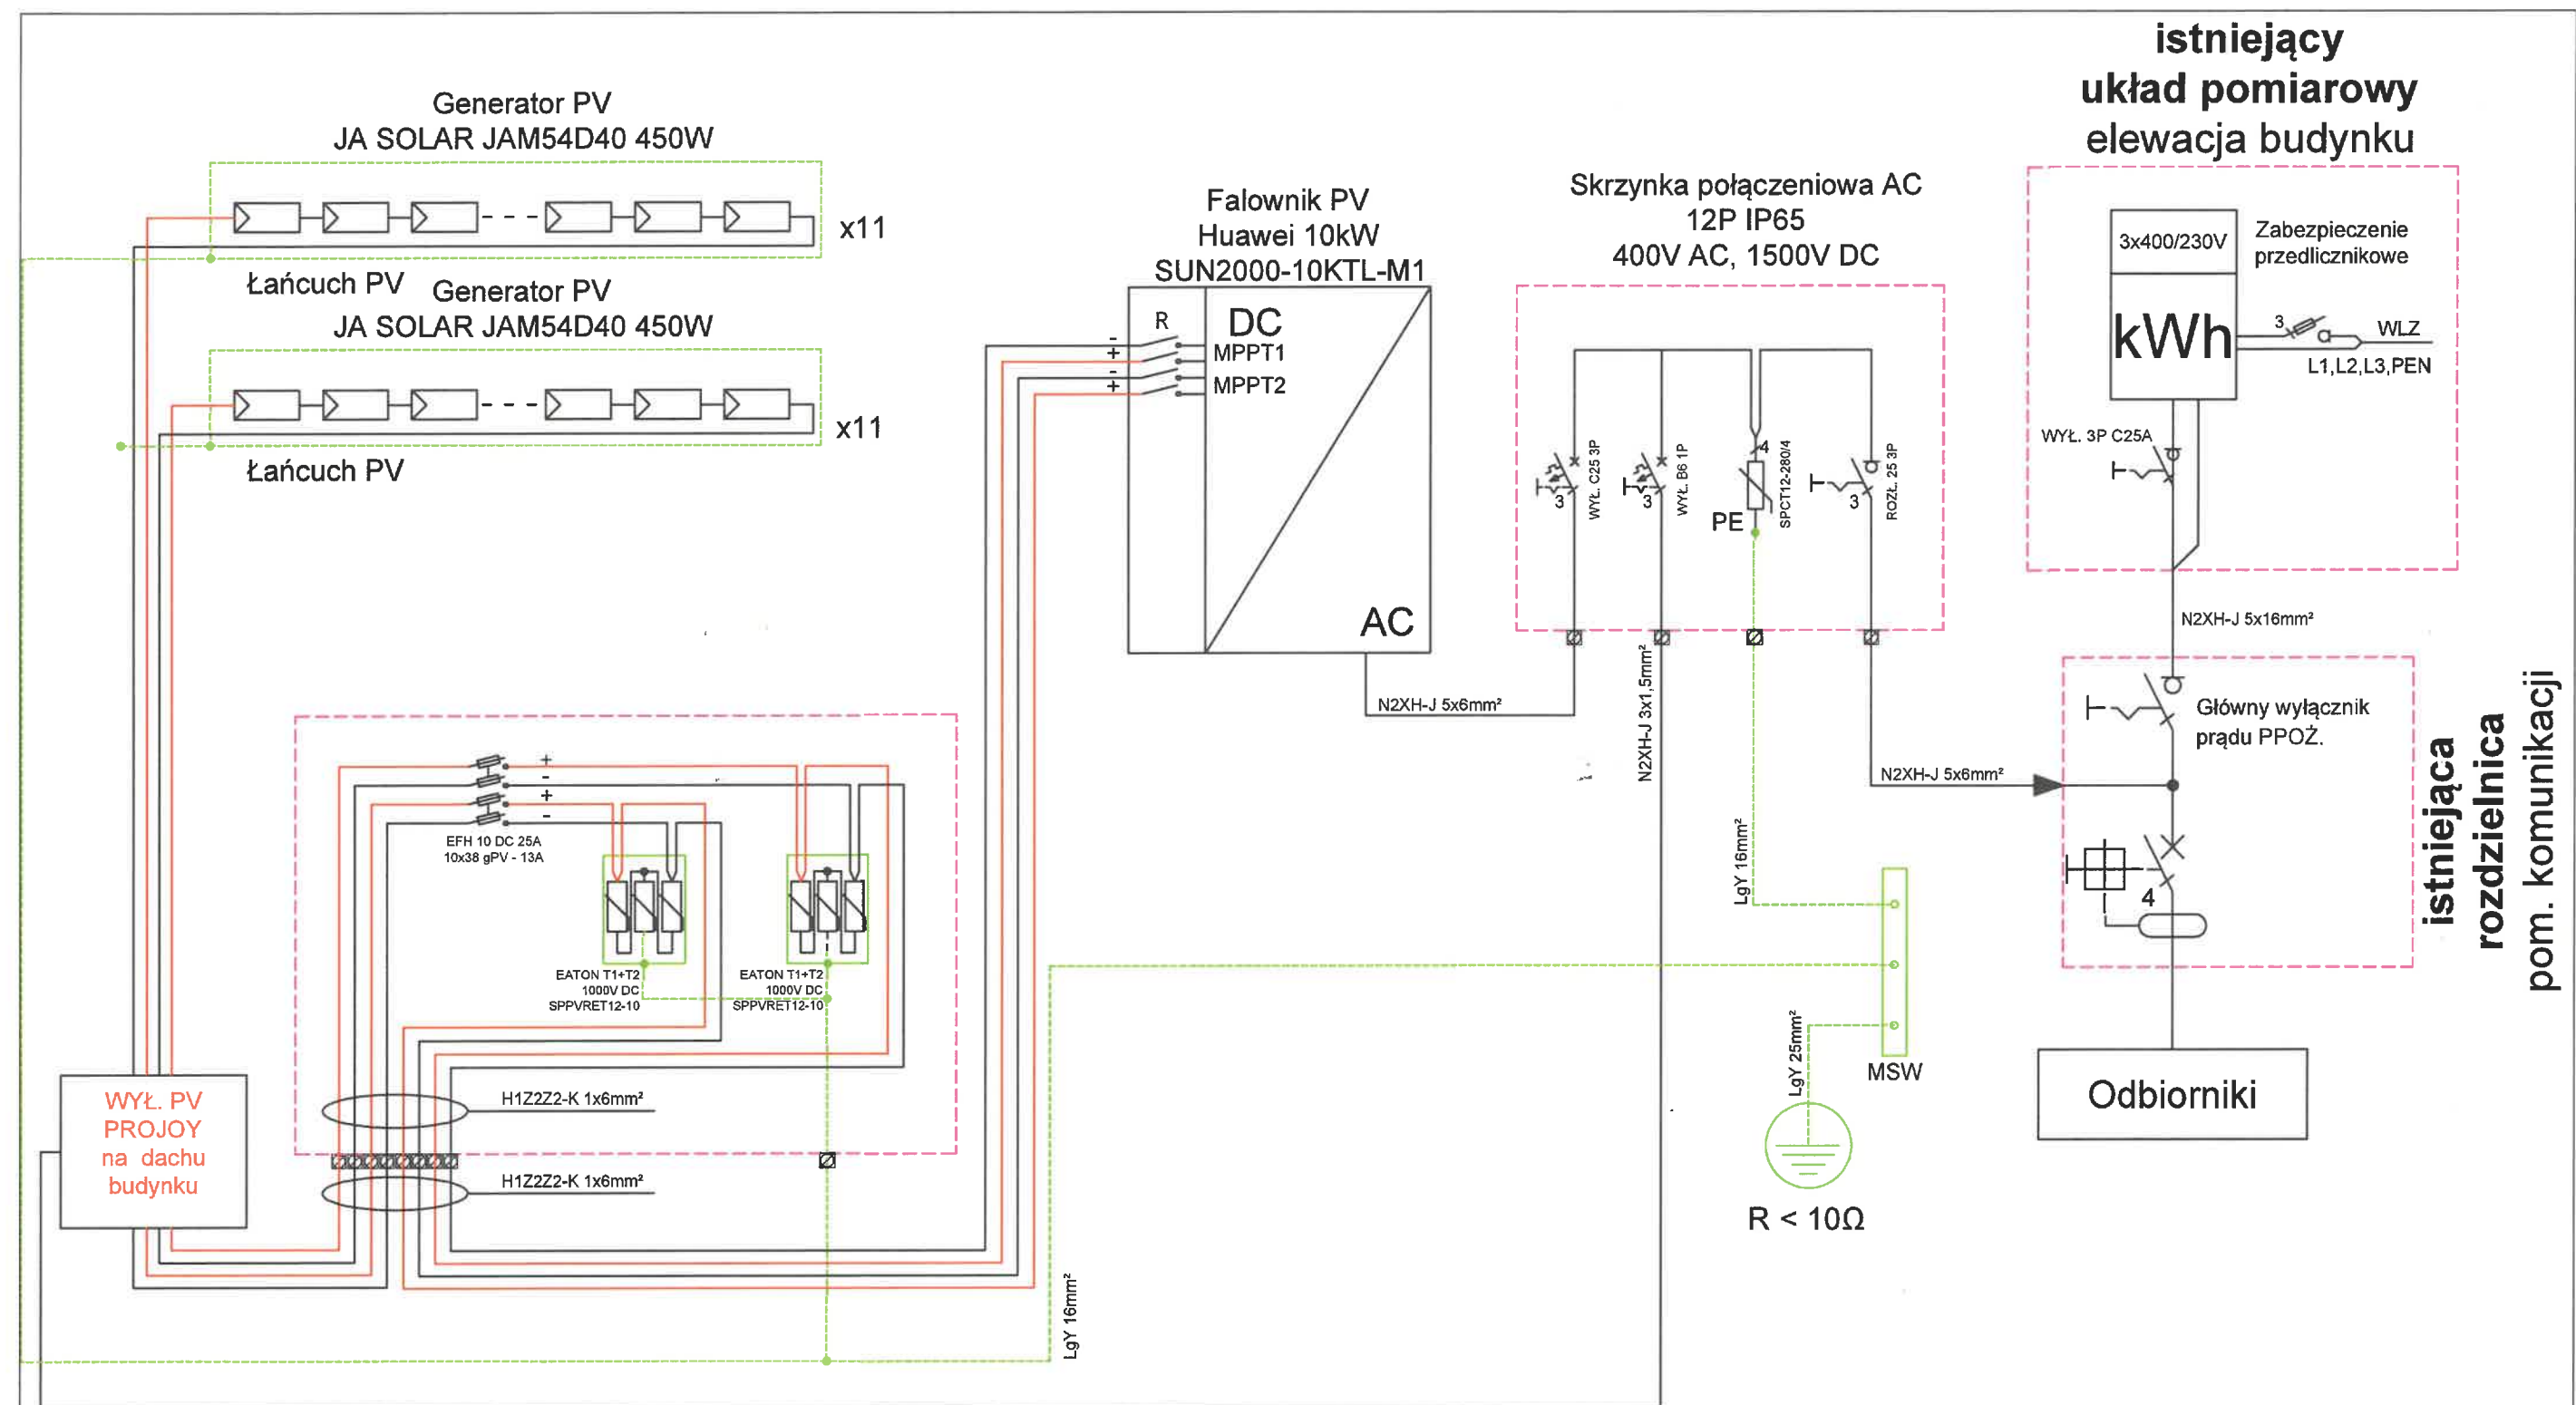 Generator PV
JA SOLAR JAM54D40 450W
x11
Łańcuch PV
Generator PV
JA SOLAR JAM54D40 450W
x11
Łańcuch PV
WYŁ. PV
PROJOY
na dachu
budynku
+
-
+
-
EFH 10 DC 25A
10x38 gPV - 13A
EATON T1+T2
1000V DC
SPPVRET12-10
EATON T1+T2
1000V DC
SPPVRET12-10
H1Z2Z2-K 1x6mm²
H1Z2Z2-K 1x6mm²
LgY 16mm²
Falownik PV
Huawei 10kW
SUN2000-10KTL-M1
R
DC
-
+
MPPT1
-
+
MPPT2
AC
N2XH-J 5x6mm²
Skrzynka połączeniowa AC
12P IP65
400V AC, 1500V DC
3
WYŁ. C25 3P
3
WYŁ. B6 1P
4
PE
SPCT12-280/4
3
ROZŁ. 25 3P
N2XH-J 3x1,5mm²
LgY 16mm²
N2XH-J 5x6mm²
LgY 25mm²
MSW
R < 10Ω
istniejący
układ pomiarowy
elewacja budynku
3x400/230V
kWh
Zabezpieczenie
przedlicznikowe
3
WLZ
L1,L2,L3,PEN
WYŁ. 3P C25A
N2XH-J 5x16mm²
Główny wyłącznik
prądu PPOŻ.
4
istniejąca
rozdzielnica
pom. komunikacji
Odbiorniki